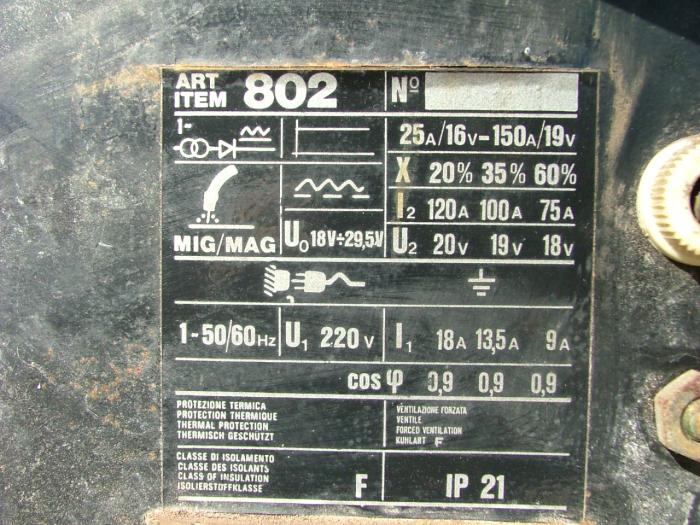 ART
ITEM 802 Nº
1~
25A/16V-150A/19V
X 20% 35% 60%
I2 120A 100A 75A
MIG/MAG U0 18V÷29,5V U2 20V 19V 18V
1-50/60Hz U1 220V I1 18A 13,5A 9A
cos φ 0,9 0,9 0,9
PROTEZIONE TERMICA
PROTECTION THERMIQUE
THERMAL PROTECTION
THERMISCH GESCHÜTZT
VENTILAZIONE FORZATA
VENTILE
FORCED VENTILATION
KUHLART F
CLASSE DI ISOLAMENTO
CLASSE DES ISOLANTS
CLASS OF INSULATION
ISOLIERSTOFFKLASSE
F IP 21